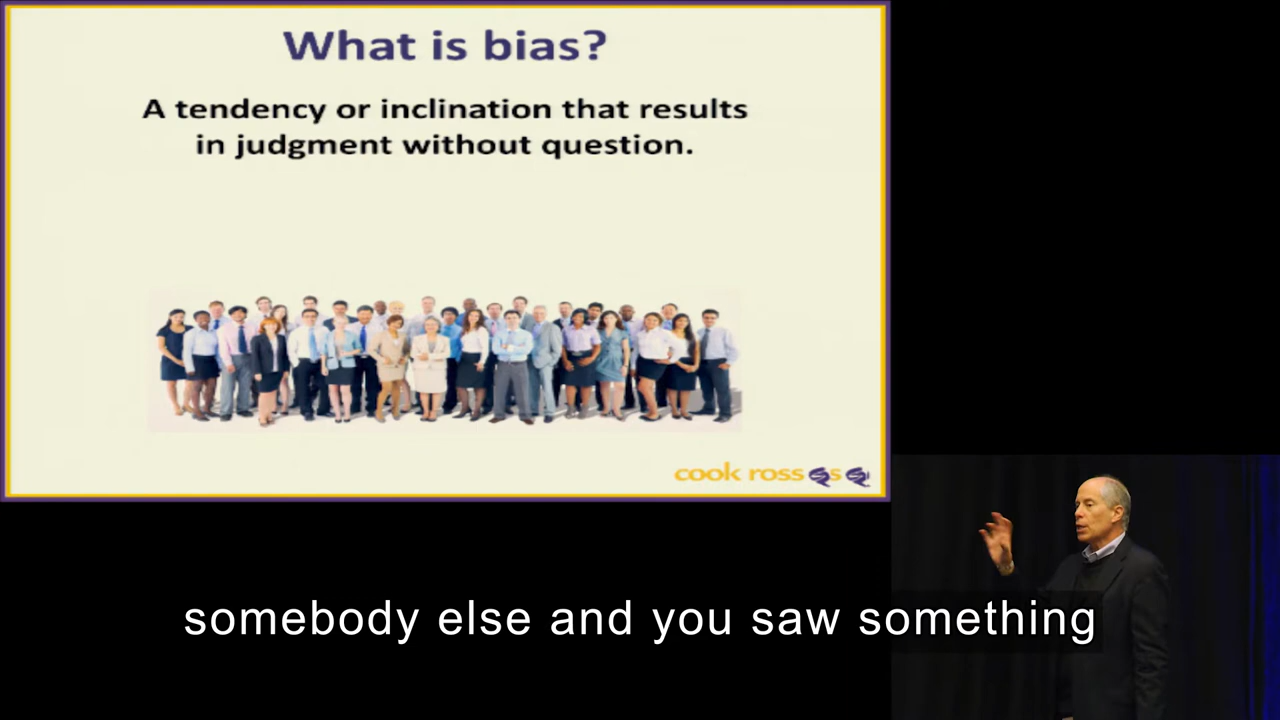 What is bias?
A tendency or inclination that results
in judgment without question.
cook ross
somebody else and you saw something